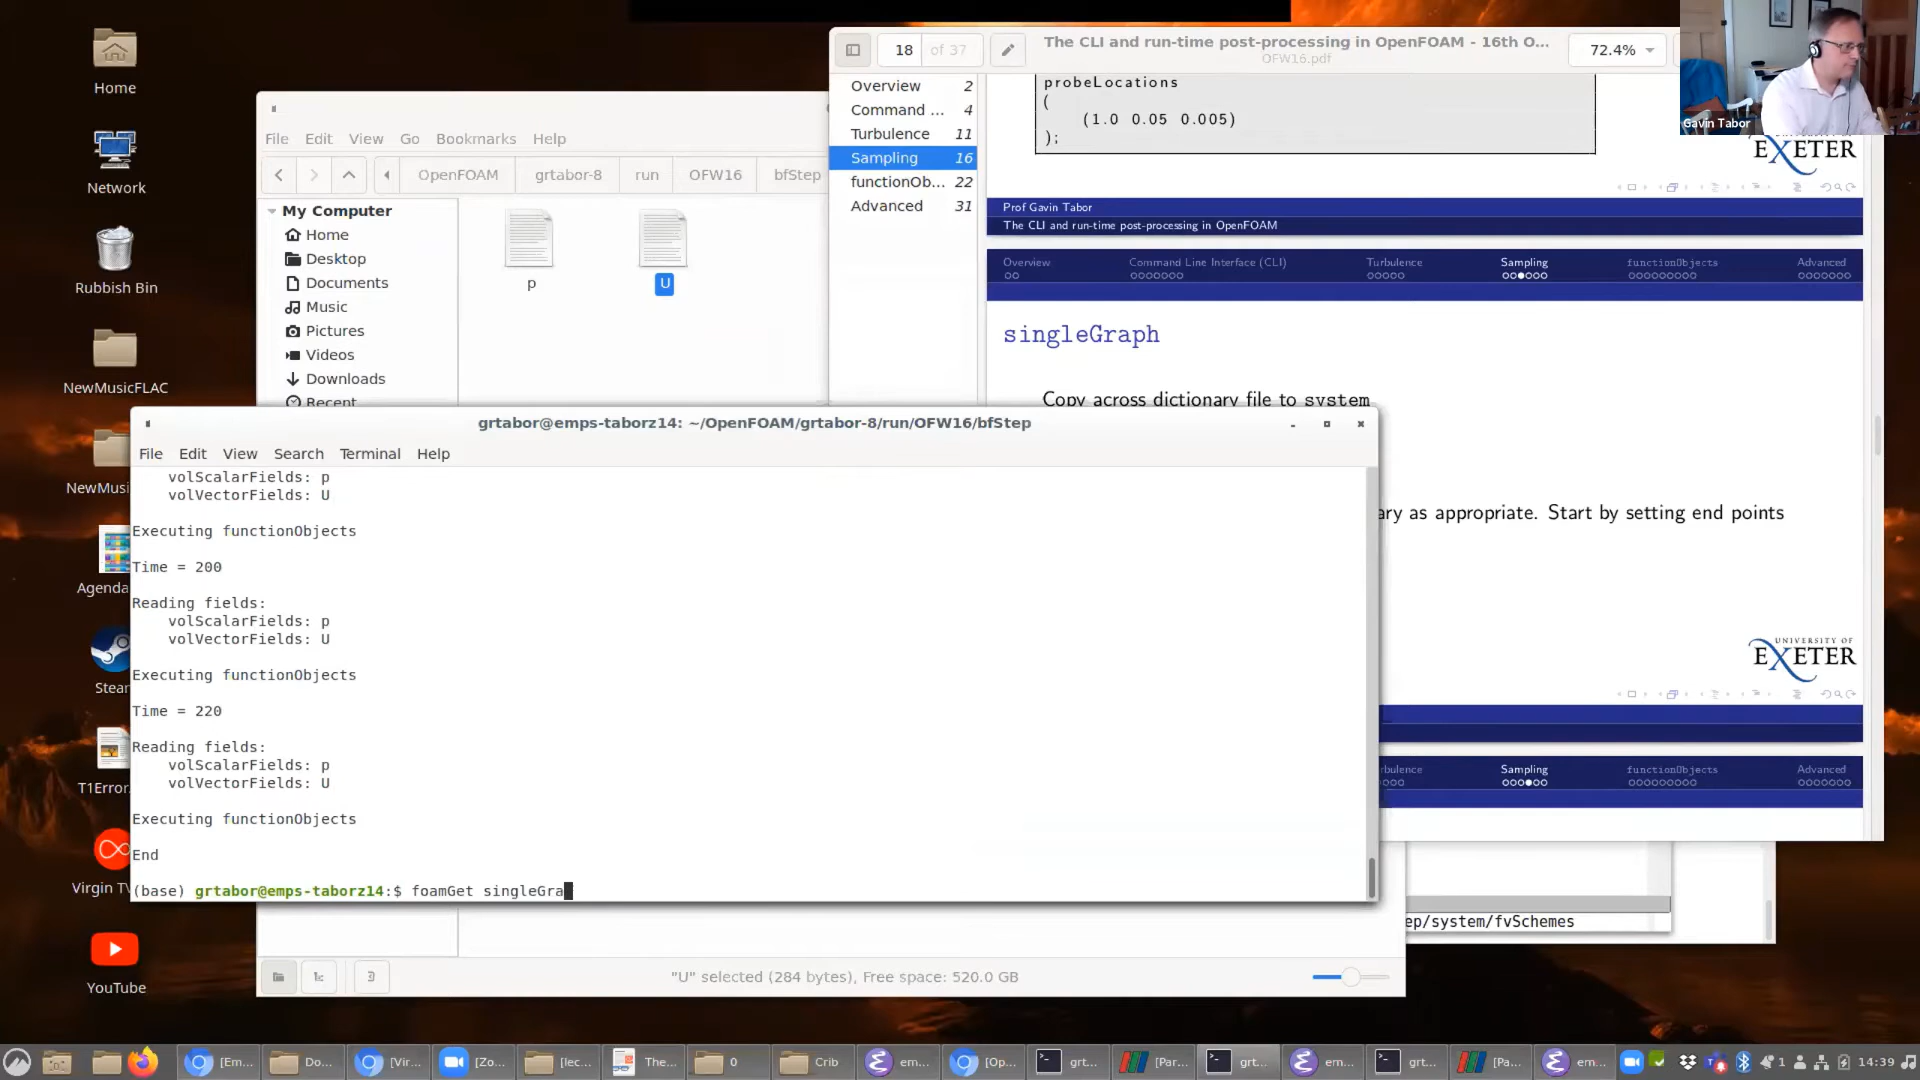 Home
Network
Rubbish Bin
NewMusicFLAC
NewMusi
Agenda
Stea
T1Error.
Virgin T
YouTube
File Edit View Go Bookmarks Help
OpenFOAM grtabor-8 run OFW16 bfStep
My Computer
Home
Desktop
Documents
Music
Pictures
Videos
Downloads
Recent
p
U
"U" selected (284 bytes), Free space: 520.0 GB
18 of 37
The CLI and run-time post-processing in OpenFOAM - 16th O...
OFW16.pdf
72.4%
Overview 2
Command ... 4
Turbulence 11
Sampling 16
functionOb... 22
Advanced 31
probeLocations
(
(1.0 0.05 0.005)
);
EXETER
Prof Gavin Tabor
The CLI and run-time post-processing in OpenFOAM
Overview Command Line Interface (CLI) Turbulence Sampling functionObjects Advanced
singleGraph
Copy across dictionary file to system
ary as appropriate. Start by setting end points
UNIVERSITY OF
EXETER
rbulence Sampling functionObjects Advanced
Gavin Tabor
grtabor@emps-taborz14: ~/OpenFOAM/grtabor-8/run/OFW16/bfStep
File Edit View Search Terminal Help
volScalarFields: p
volVectorFields: U
Executing functionObjects
Time = 200
Reading fields:
volScalarFields: p
volVectorFields: U
Executing functionObjects
Time = 220
Reading fields:
volScalarFields: p
volVectorFields: U
Executing functionObjects
End
(base) grtabor@emps-taborz14:$ foamGet singleGra
ep/system/fvSchemes
[Em... Do... [Vir... [Zo... [lec... The... 0 Crib em... [Op... grt... [Par... grt... em... grt... [Pa... em... 1 14:39